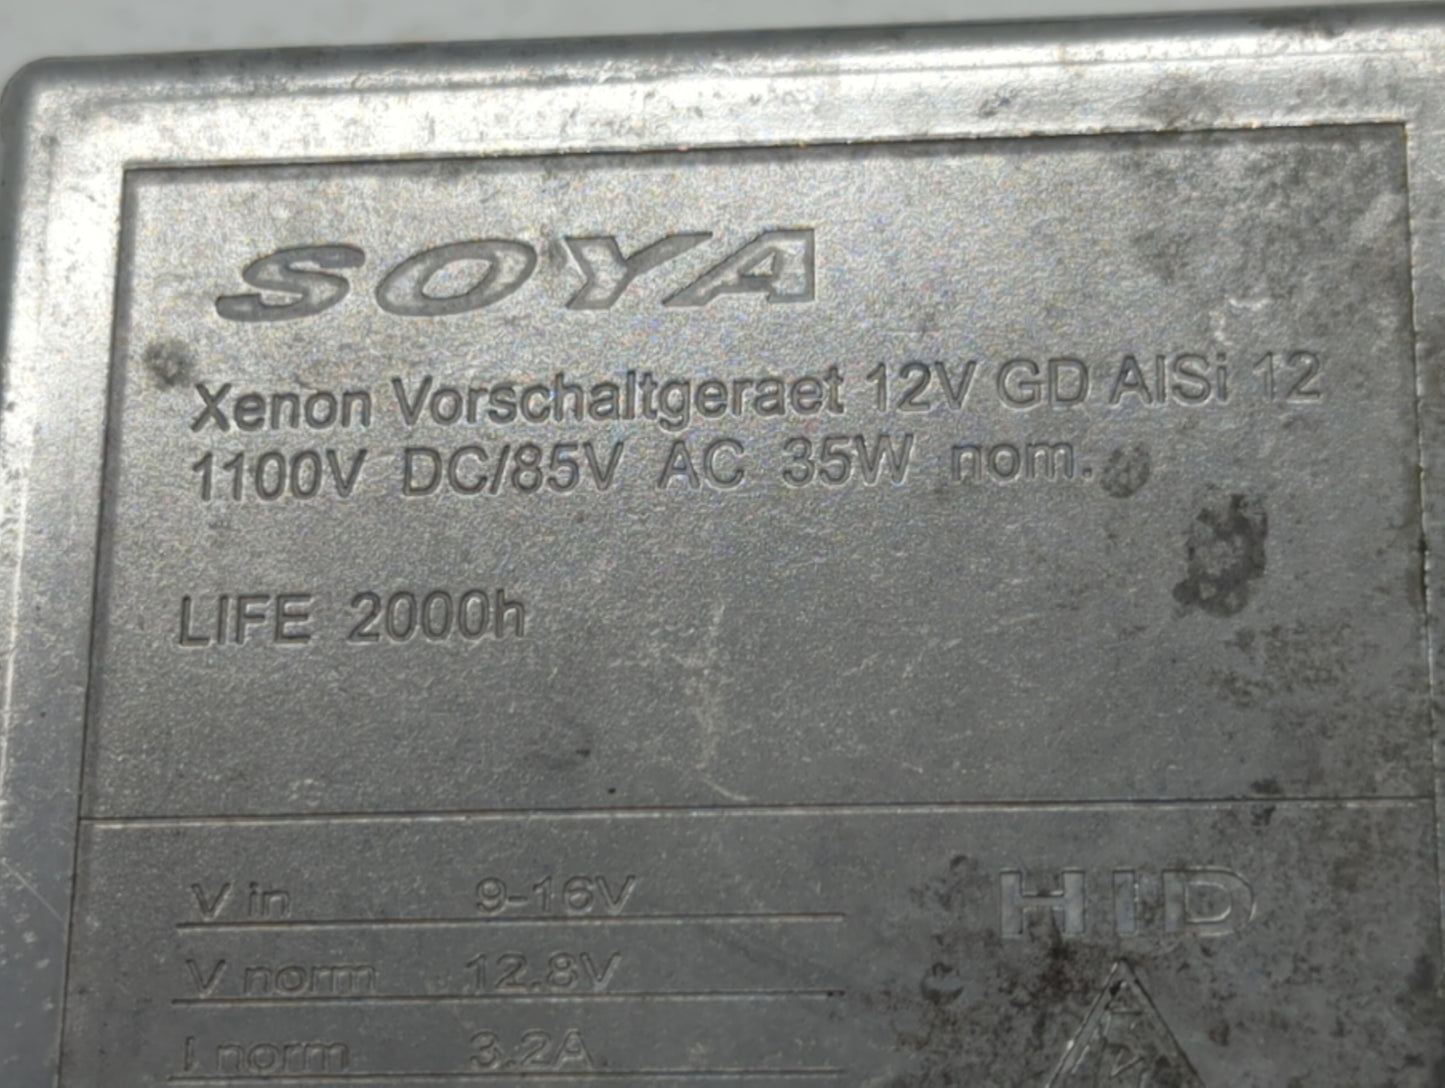 SOYA
Xenon Vorschaltgeraet 12V GD AlSi 12
1100V DC/85V AC 35W nom.
LIFE 2000h
V in 9-16V
HID
V norm 12.8V
I norm 3.2A